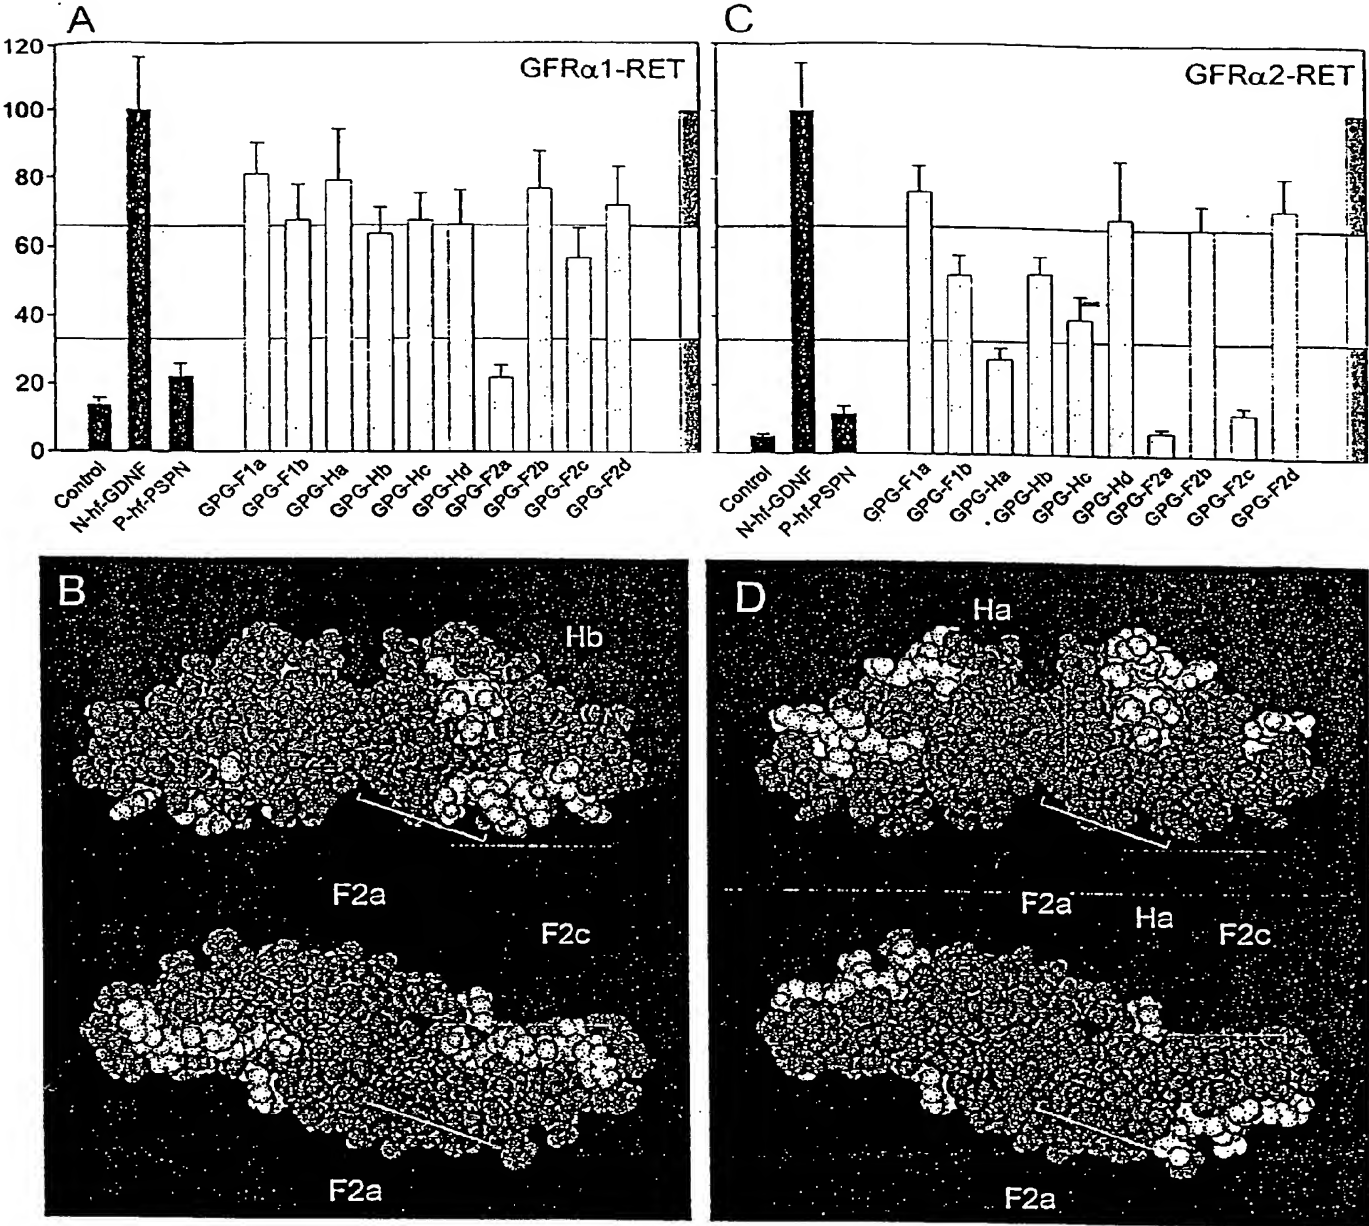 A
C
120
100
80
60
40
20
0
GFRα1-RET
GFRα2-RET
Control
N-hf-GDNF
P-hf-PSPN
GPG-F1a
GPG-F1b
GPG-Ha
GPG-Hb
GPG-Hc
GPG-Hd
GPG-F2a
GPG-F2b
GPG-F2c
GPG-F2d
Control
N-hf-GDNF
P-hf-PSPN
GPG-F1a
GPG-F1b
GPG-Ha
GPG-Hb
GPG-Hc
GPG-Hd
GPG-F2a
GPG-F2b
GPG-F2c
GPG-F2d
B
Hb
F2a
F2c
F2a
D
Ha
F2a
Ha
F2c
F2a